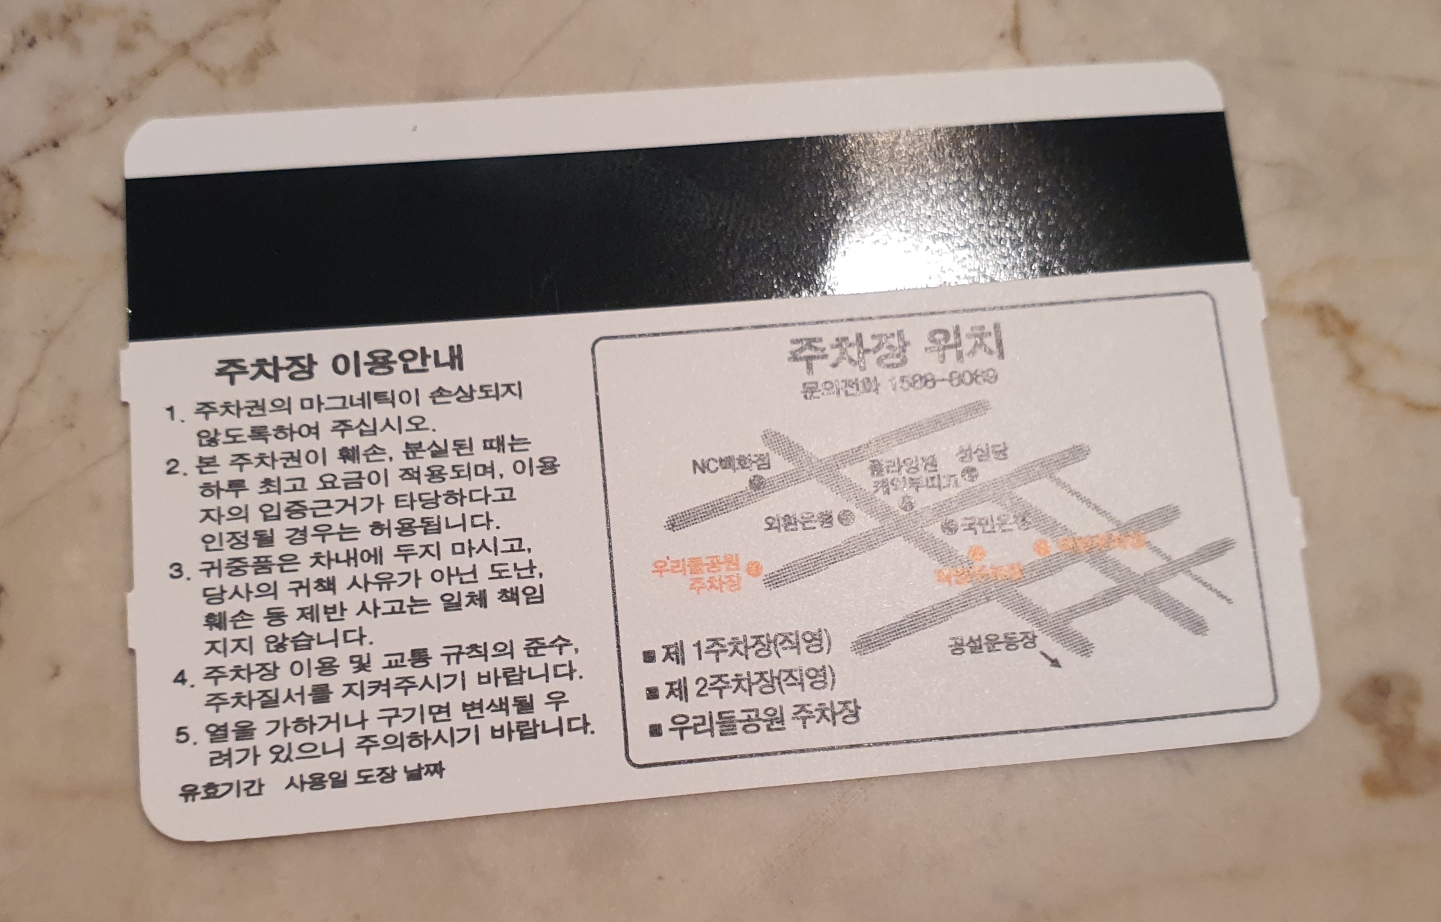 주차장 이용안내
1. 주차권의 마그네틱이 손상되지
않도록하여 주십시오.
2. 본 주차권이 훼손, 분실된 때는
하루 최고 요금이 적용되며, 이용
자의 입증근거가 타당하다고
인정될 경우는 허용됩니다.
3. 귀중품은 차내에 두지 마시고,
당사의 귀책 사유가 아닌 도난,
훼손 등 제반 사고는 일체 책임
지지 않습니다.
4. 주차장 이용 및 교통 규칙의 준수,
주차질서를 지켜주시기 바랍니다.
5. 열을 가하거나 구기면 변색될 우
려가 있으니 주의하시기 바랍니다.
유효기간 사용일 도장 날짜
주차장 위치
문의전화
NC백화점
성심당
외환은행
국민은행
우리들공원
주차장
공설운동장
제 1주차장(직영)
제 2주차장(직영)
우리들공원 주차장